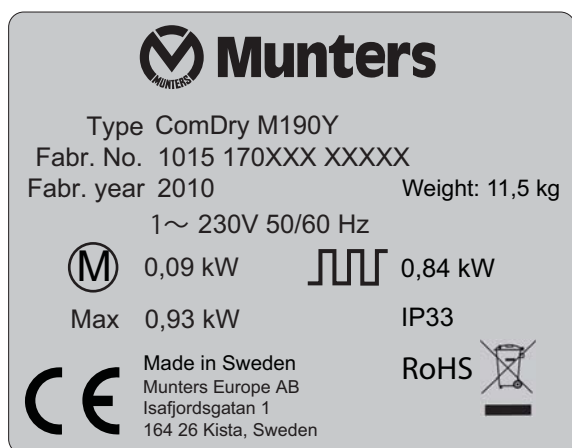 MUNTERS
Munters
Type ComDry M190Y
Fabr. No. 1015 170XXX XXXXX
Fabr. year 2010 Weight: 11,5 kg
1~ 230V 50/60 Hz
M 0,09 kW 0,84 kW
Max 0,93 kW IP33
CE Made in Sweden RoHS
Munters Europe AB
Isafjordsgatan 1
164 26 Kista, Sweden